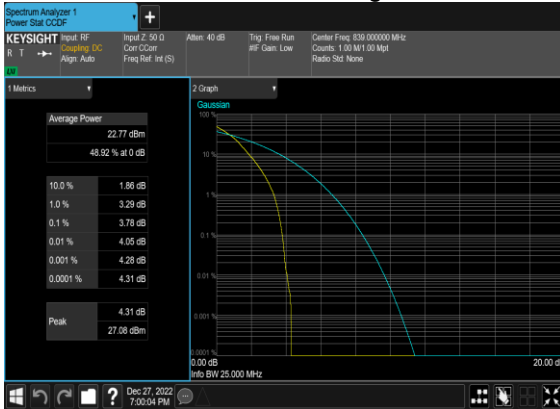 Spectrum Analyzer 1
Power Stat CCDF
KEYSIGHT
R T
Input: RF
Coupling: DC
Align: Auto
Input Z: 50 Ω
Corr CCorr
Freq Ref: Int (S)
Atten: 40 dB
Trig: Free Run
#IF Gain: Low
Center Freq: 839.000000 MHz
Counts: 1.00 M/1.00 Mpt
Radio Std: None
1 Metrics
Average Power
22.77 dBm
48.92 % at 0 dB
10.0 % 1.86 dB
1.0 % 3.29 dB
0.1 % 3.78 dB
0.01 % 4.05 dB
0.001 % 4.28 dB
0.0001 % 4.31 dB
Peak
4.31 dB
27.08 dBm
2 Graph
Gaussian
100 %
10 %
1 %
0.1 %
0.01 %
0.001 %
0.0001 %
0.00 dB
20.00
Info BW 25.000 MHz
?
Dec 27, 2022
7:00:04 PM